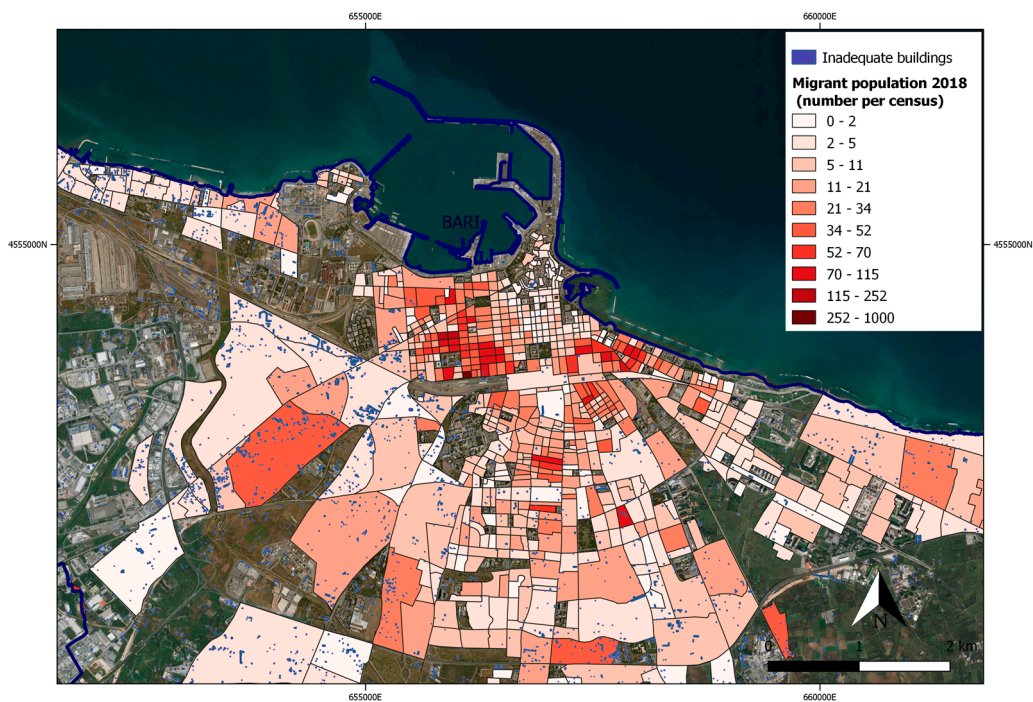 655000E
660000E
Inadequate buildings
Migrant population 2018
(number per census)
0 - 2
2 - 5
5 - 11
11 - 21
21 - 34
34 - 52
52 - 70
70 - 115
115 - 252
252 - 1000
BARI
4555000N
4555000N
N
0 1 2 km
655000E
660000E